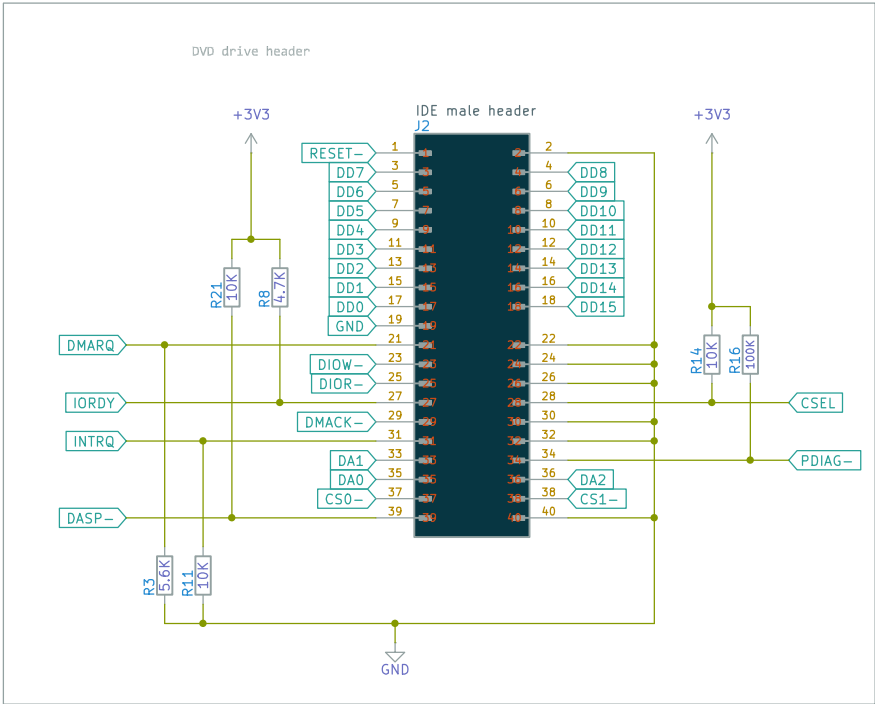 DVD drive header
IDE male header
J2
+3V3
+3V3
RESET- 1
2
DD7 3
4 DD8
DD6 5
6 DD9
DD5 7
8 DD10
DD4 9
10 DD11
DD3 11
12 DD12
DD2 13
14 DD13
DD1 15
16 DD14
DD0 17
18 DD15
GND 19
R21 10K
R8 4.7K
DMARQ 21
22
DIOW- 23
24
DIOR- 25
26
R14 10K
R16 100K
IORDY 27
28 CSEL
DMACK- 29
30
INTRQ 31
32
DA1 33
34 PDIAG-
DA0 35
36 DA2
CS0- 37
38 CS1-
DASP- 39
40
R3 5.6K
R11 10K
GND